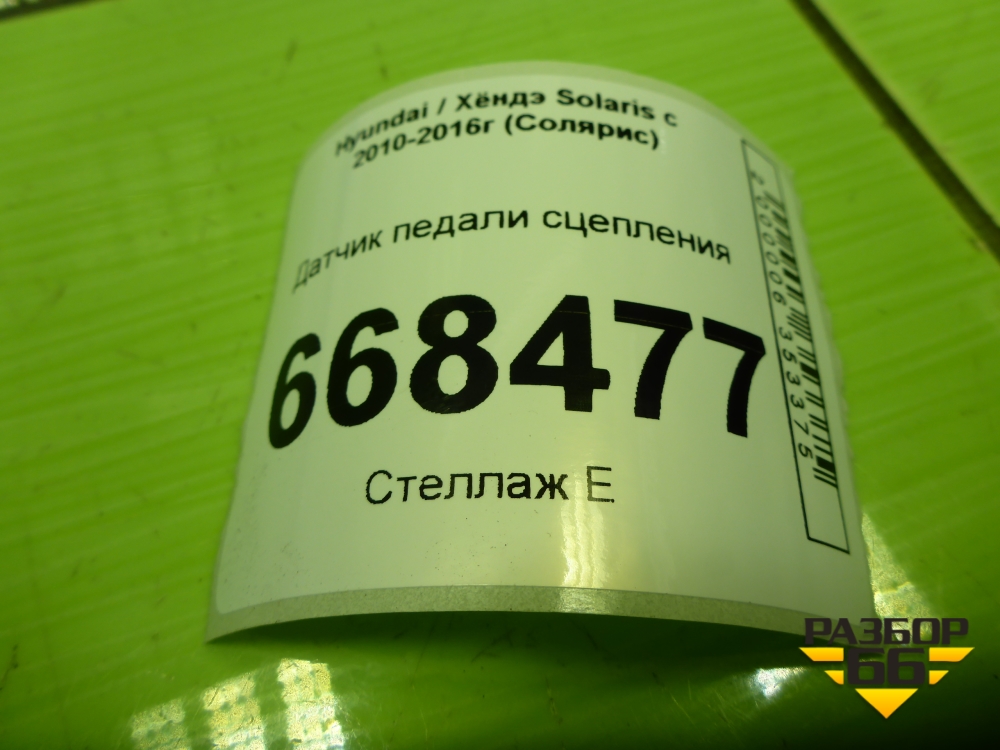 Hyundai / Хёндэ Solaris с
2010-2016г (Солярис)
Датчик педали сцепления
668477
Стеллаж Е
2000006353375
РАЗБОР
66